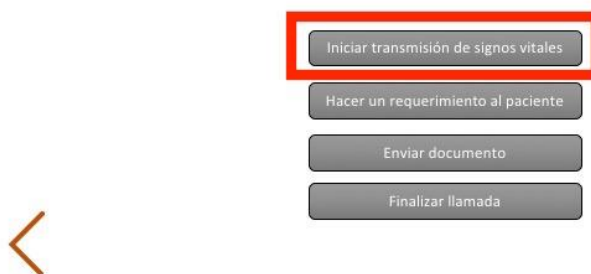 Iniciar transmisión de signos vitales
Hacer un requerimiento al paciente
Enviar documento
Finalizar llamada